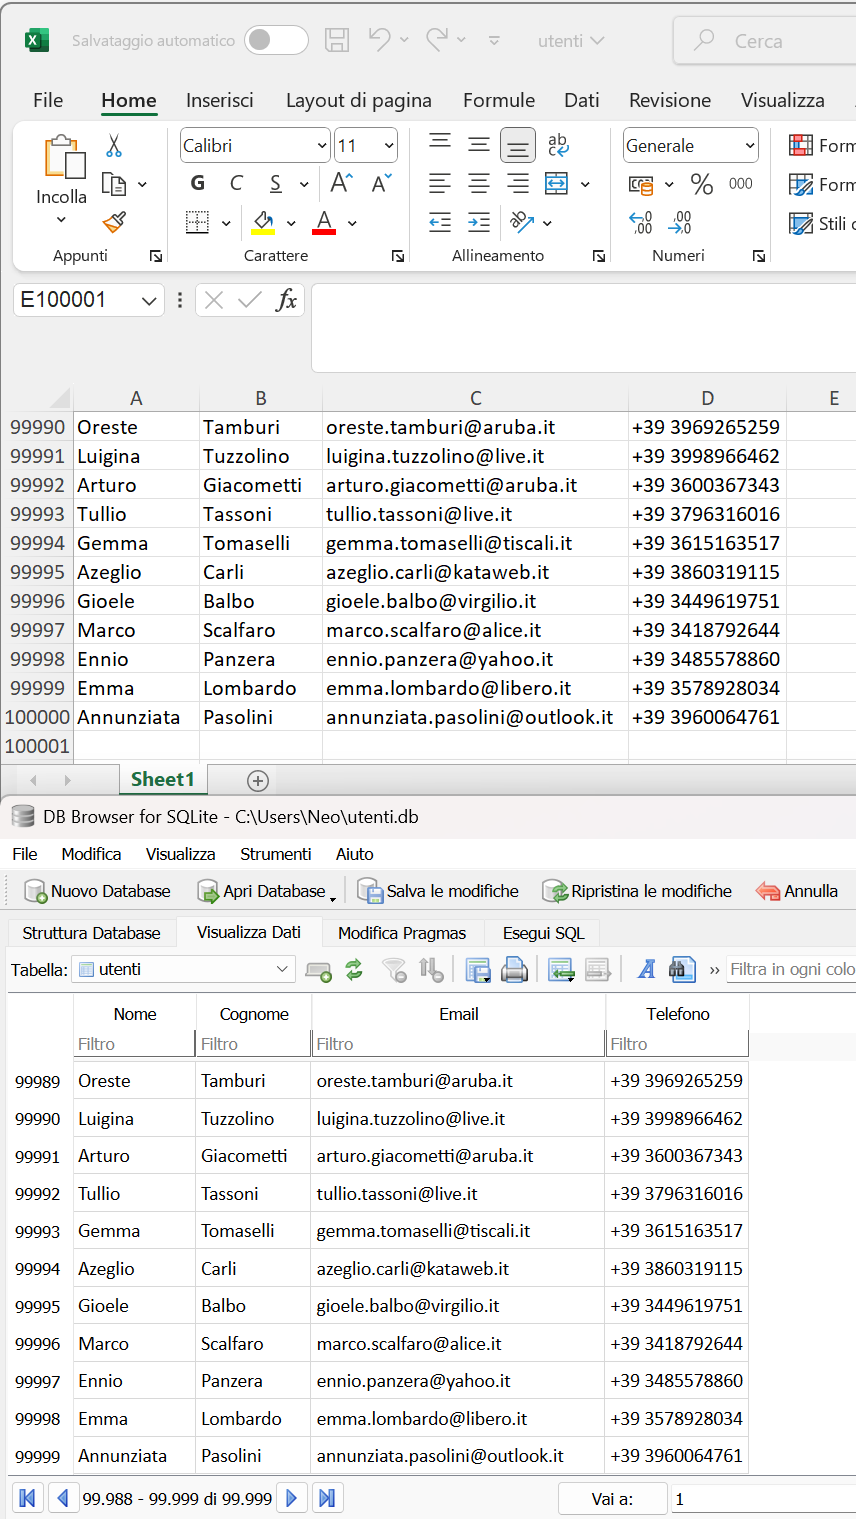 Salvataggio automatico utenti Cerca
File Home Inserisci Layout di pagina Formule Dati Revisione Visualizza
Incolla Calibri 11 ab c Generale Form
G C S A A % 000 Form
A ,0 ,00 ,00 ,0 Stili c
Appunti Carattere Allineamento Numeri
E100001 fx
A B C D E
99990 Oreste Tamburi oreste.tamburi@aruba.it +39 3969265259
99991 Luigina Tuzzolino luigina.tuzzolino@live.it +39 3998966462
99992 Arturo Giacometti arturo.giacometti@aruba.it +39 3600367343
99993 Tullio Tassoni tullio.tassoni@live.it +39 3796316016
99994 Gemma Tomaselli gemma.tomaselli@tiscali.it +39 3615163517
99995 Azeglio Carli azeglio.carli@kataweb.it +39 3860319115
99996 Gioele Balbo gioele.balbo@virgilio.it +39 3449619751
99997 Marco Scalfaro marco.scalfaro@alice.it +39 3418792644
99998 Ennio Panzera ennio.panzera@yahoo.it +39 3485578860
99999 Emma Lombardo emma.lombardo@libero.it +39 3578928034
100000 Annunziata Pasolini annunziata.pasolini@outlook.it +39 3960064761
100001
Sheet1
DB Browser for SQLite - C:\Users\Neo\utenti.db
File Modifica Visualizza Strumenti Aiuto
Nuovo Database Apri Database Salva le modifiche Ripristina le modifiche Annulla
Struttura Database Visualizza Dati Modifica Pragmas Esegui SQL
Tabella: utenti A » Filtra in ogni colo
Nome Cognome Email Telefono
Filtro Filtro Filtro Filtro
99989 Oreste Tamburi oreste.tamburi@aruba.it +39 3969265259
99990 Luigina Tuzzolino luigina.tuzzolino@live.it +39 3998966462
99991 Arturo Giacometti arturo.giacometti@aruba.it +39 3600367343
99992 Tullio Tassoni tullio.tassoni@live.it +39 3796316016
99993 Gemma Tomaselli gemma.tomaselli@tiscali.it +39 3615163517
99994 Azeglio Carli azeglio.carli@kataweb.it +39 3860319115
99995 Gioele Balbo gioele.balbo@virgilio.it +39 3449619751
99996 Marco Scalfaro marco.scalfaro@alice.it +39 3418792644
99997 Ennio Panzera ennio.panzera@yahoo.it +39 3485578860
99998 Emma Lombardo emma.lombardo@libero.it +39 3578928034
99999 Annunziata Pasolini annunziata.pasolini@outlook.it +39 3960064761
99.988 - 99.999 di 99.999 Vai a: 1